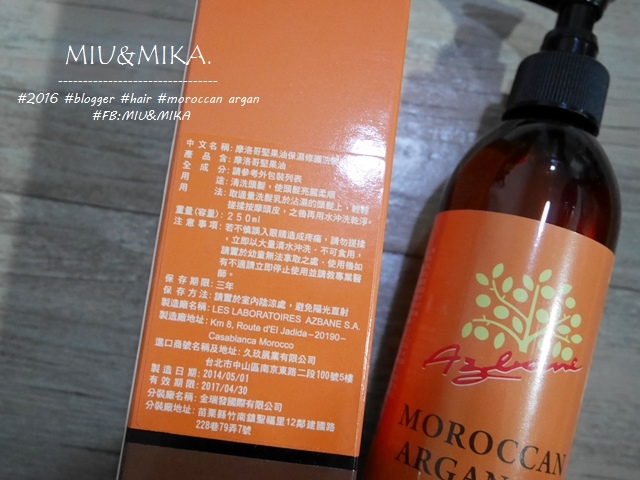 MIU&MIKA.
#2016 #blogger #hair #moroccan argan
#FB:MIU&MIKA
中文名稱:摩洛哥堅果油保濕修護洗
產品含:摩洛哥堅果油
全成分:請參考外包裝列表
用途:清洗頭髮,使頭髮亮麗柔順
用法:取適量洗髮乳於沾濕的頭髮上,輕輕
搓揉按摩頭皮,之後再用水沖洗乾淨。
重量(容量):250ml
注意事項:若不慎誤入眼睛造成疼痛,請勿搓揉
,立即以大量清水沖洗。不可食用,
請置於幼童無法拿取之處。使用後如
有不適請立即停止使用並請教專業醫
師。
保存期限:三年
保存方法:請置於室內陰涼處,避免陽光直射
製造廠名稱:LES LABORATOIRES AZBANE S.A.
製造廠地址:Km 8, Route d'El Jadida–20190–
Casablanca Morocco
進口商號名稱及地址:久玖展業有限公司
台北市中山區南京東路二段100號5樓
製造日期:2014/05/01
有效期限:2017/04/30
分裝廠名稱:金瑞發國際有限公司
分裝廠地址:苗栗縣竹南鎮聖福里12鄰建國路
228巷79弄7號
Azbane
MOROCCAN
ARGAN